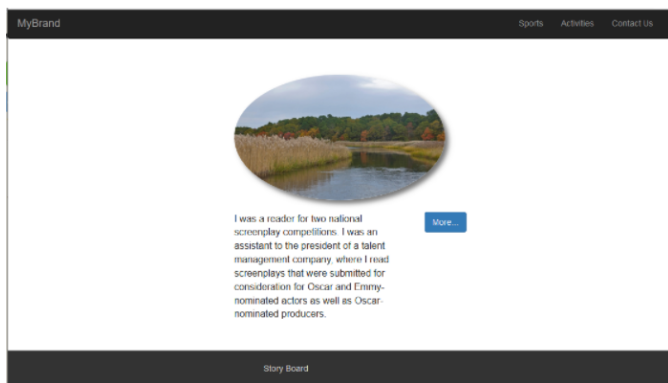 MyBrand
Sports Activities Contact Us
I was a reader for two national
screenplay competitions. I was an
assistant to the president of a talent
management company, where I read
screenplays that were submitted for
consideration for Oscar and Emmy-
nominated actors as well as Oscar-
nominated producers.
More...
Story Board